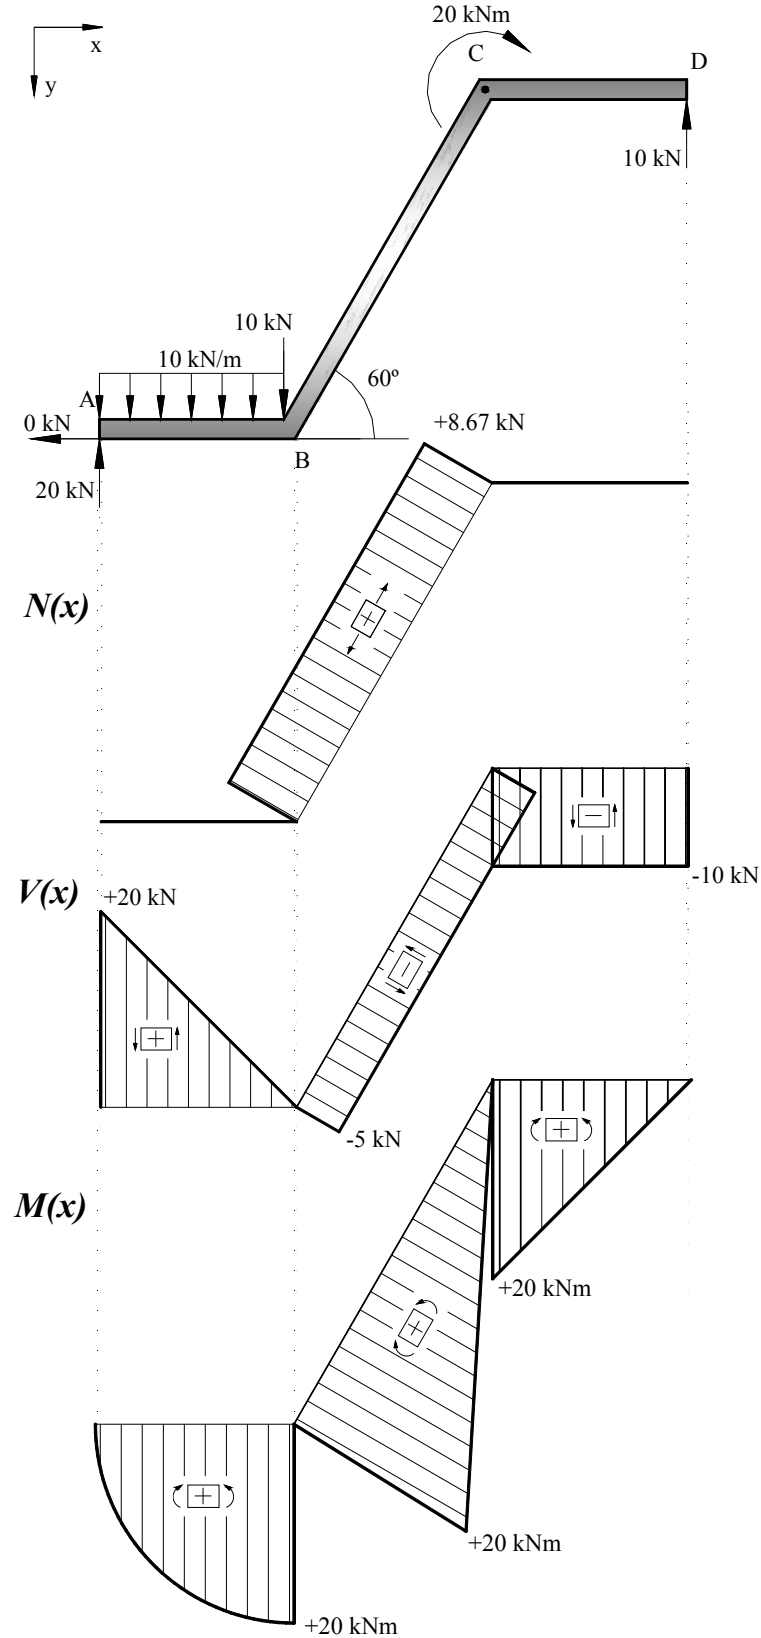 20 kNm
x
C
D
y
10 kN
10 kN
10 kN/m
60º
A
0 kN
+8.67 kN
B
20 kN
N(x)
+
−
-10 kN
V(x)
+20 kN
−
+
-5 kN
+
M(x)
+20 kNm
+
+
+20 kNm
+20 kNm